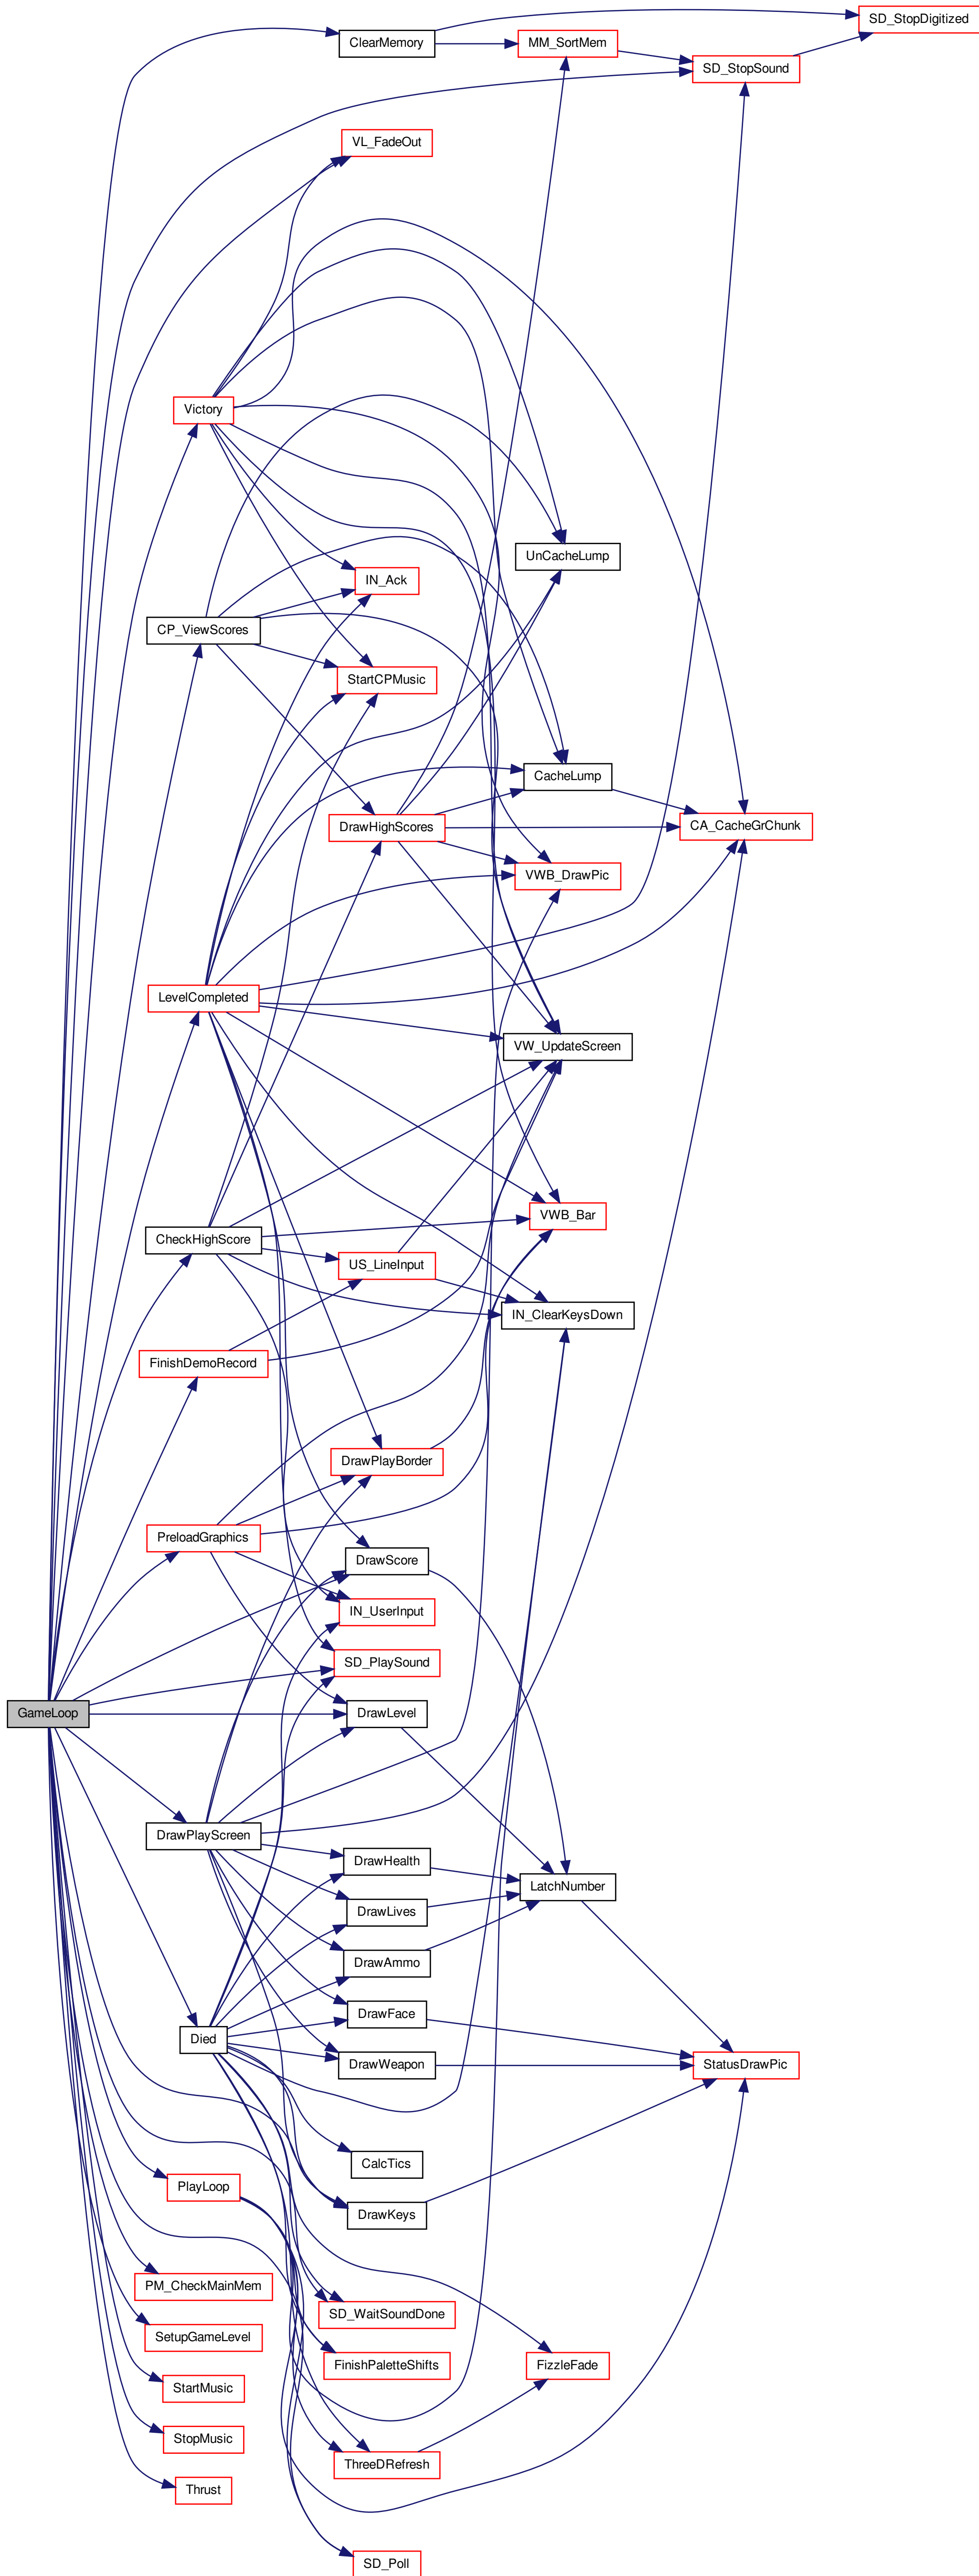 SD_StopDigitized
ClearMemory
MM_SortMem
SD_StopSound
VL_FadeOut
Victory
UnCacheLump
IN_Ack
CP_ViewScores
StartCPMusic
CacheLump
DrawHighScores
CA_CacheGrChunk
VWB_DrawPic
LevelCompleted
VW_UpdateScreen
VWB_Bar
CheckHighScore
US_LineInput
IN_ClearKeysDown
FinishDemoRecord
DrawPlayBorder
PreloadGraphics
DrawScore
IN_UserInput
SD_PlaySound
GameLoop
DrawLevel
DrawPlayScreen
DrawHealth
LatchNumber
DrawLives
DrawAmmo
DrawFace
Died
DrawWeapon
StatusDrawPic
CalcTics
PlayLoop
DrawKeys
PM_CheckMainMem
SD_WaitSoundDone
SetupGameLevel
FinishPaletteShifts
FizzleFade
StartMusic
StopMusic
ThreeDRefresh
Thrust
SD_Poll